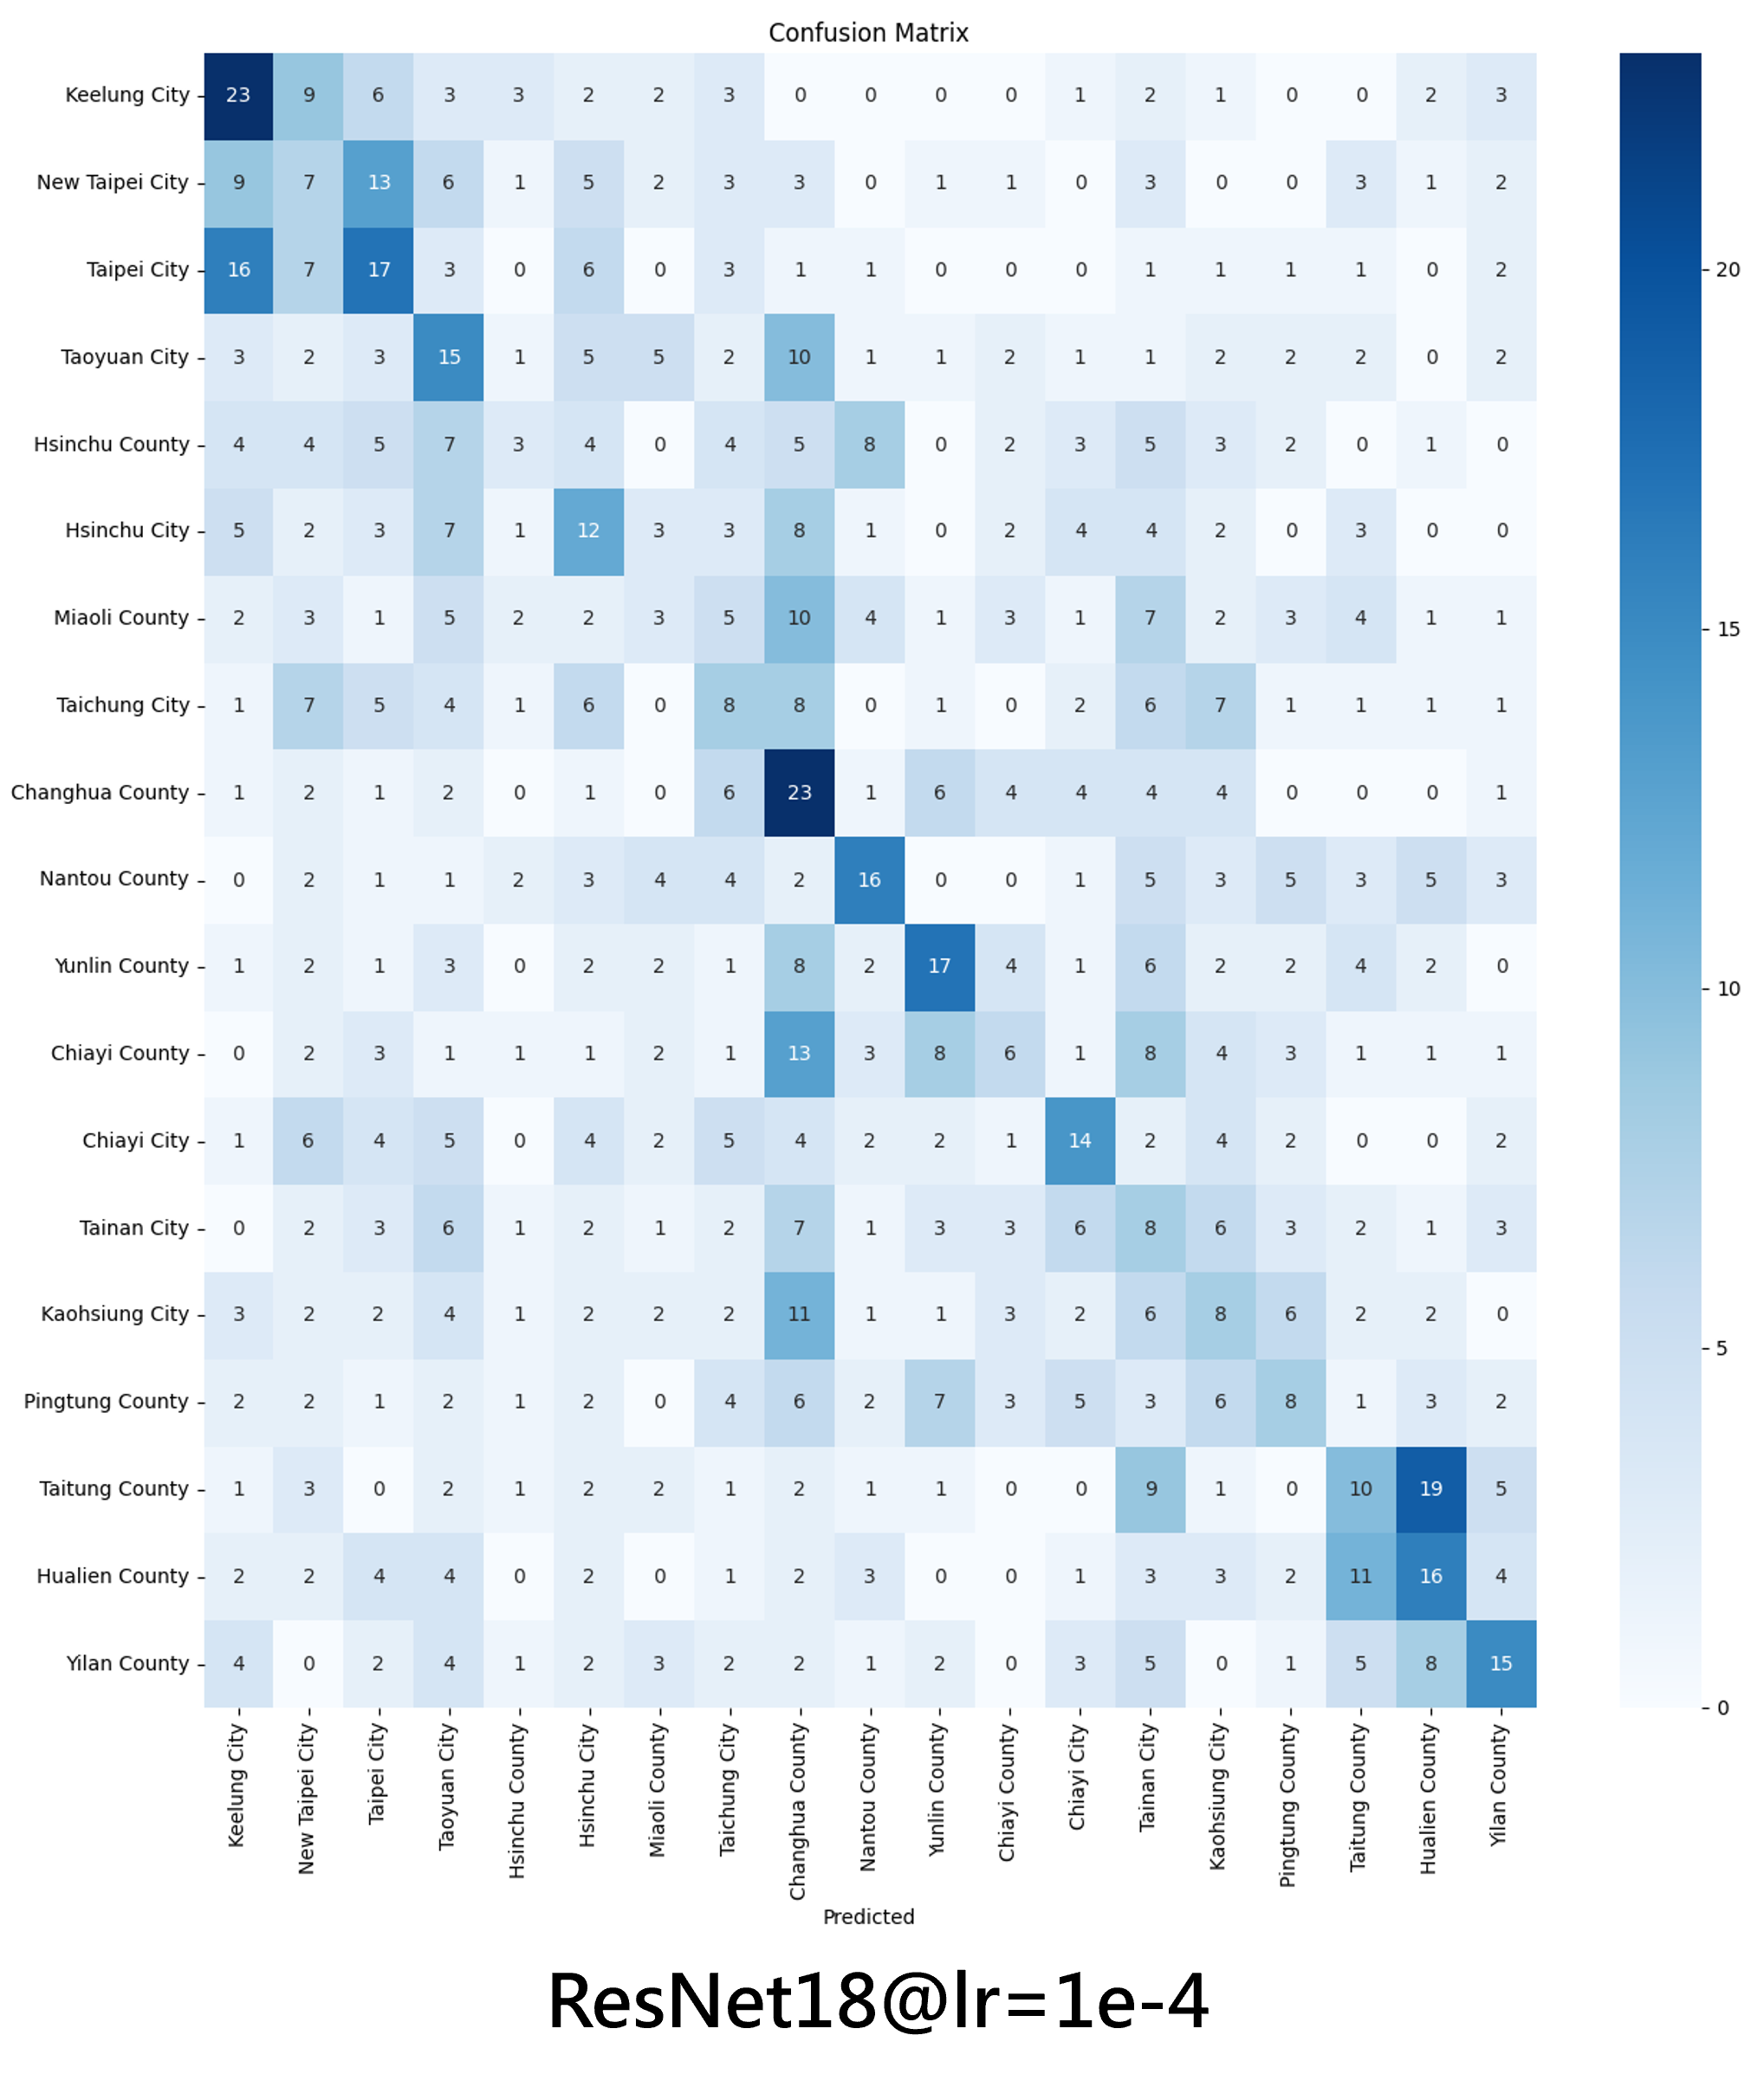 Confusion Matrix
Keelung City 23 9 6 3 3 2 2 3 0 0 0 0 1 2 1 0 0 2 3
New Taipei City 9 7 13 6 1 5 2 3 3 0 1 1 0 3 0 0 3 1 2
Taipei City 16 7 17 3 0 6 0 3 1 1 0 0 0 1 1 1 1 0 2
20
Taoyuan City 3 2 3 15 1 5 5 2 10 1 1 2 1 1 2 2 2 0 2
Hsinchu County 4 4 5 7 3 4 0 4 5 8 0 2 3 5 3 2 0 1 0
Hsinchu City 5 2 3 7 1 12 3 3 8 1 0 2 4 4 2 0 3 0 0
Miaoli County 2 3 1 5 2 2 3 5 10 4 1 3 1 7 2 3 4 1 1
15
Taichung City 1 7 5 4 1 6 0 8 8 0 1 0 2 6 7 1 1 1 1
Changhua County 1 2 1 2 0 1 0 6 23 1 6 4 4 4 4 0 0 0 1
Nantou County 0 2 1 1 2 3 4 4 2 16 0 0 1 5 3 5 3 5 3
Yunlin County 1 2 1 3 0 2 2 1 8 2 17 4 1 6 2 2 4 2 0
10
Chiayi County 0 2 3 1 1 1 2 1 13 3 8 6 1 8 4 3 1 1 1
Chiayi City 1 6 4 5 0 4 2 5 4 2 2 1 14 2 4 2 0 0 2
Tainan City 0 2 3 6 1 2 1 2 7 1 3 3 6 8 6 3 2 1 3
Kaohsiung City 3 2 2 4 1 2 2 2 11 1 1 3 2 6 8 6 2 2 0
5
Pingtung County 2 2 1 2 1 2 0 4 6 2 7 3 5 3 6 8 1 3 2
Taitung County 1 3 0 2 1 2 2 1 2 1 1 0 0 9 1 0 10 19 5
Hualien County 2 2 4 4 0 2 0 1 2 3 0 0 1 3 3 2 11 16 4
Yilan County 4 0 2 4 1 2 3 2 2 1 2 0 3 5 0 1 5 8 15
0
Keelung City
New Taipei City
Taipei City
Taoyuan City
Hsinchu County
Hsinchu City
Miaoli County
Taichung City
Changhua County
Nantou County
Yunlin County
Chiayi County
Chiayi City
Tainan City
Kaohsiung City
Pingtung County
Taitung County
Hualien County
Yilan County
Predicted
ResNet18@lr=1e-4